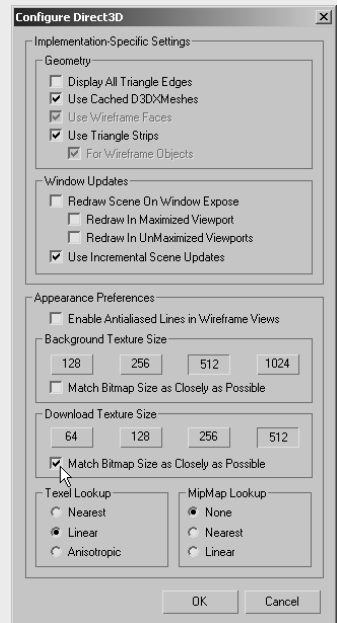 Configure Direct3D
Implementation-Specific Settings
Geometry
Display All Triangle Edges
Use Cached D3DXMeshes
Use Wireframe Faces
Use Triangle Strips
For Wireframe Objects
Window Updates
Redraw Scene On Window Expose
Redraw In Maximized Viewport
Redraw In UnMaximized Viewports
Use Incremental Scene Updates
Appearance Preferences
Enable Antialiased Lines in Wireframe Views
Background Texture Size
128 256 512 1024
Match Bitmap Size as Closely as Possible
Download Texture Size
64 128 256 512
Match Bitmap Size as Closely as Possible
Texel Lookup
Nearest
Linear
Anisotropic
MipMap Lookup
None
Nearest
Linear
OK Cancel